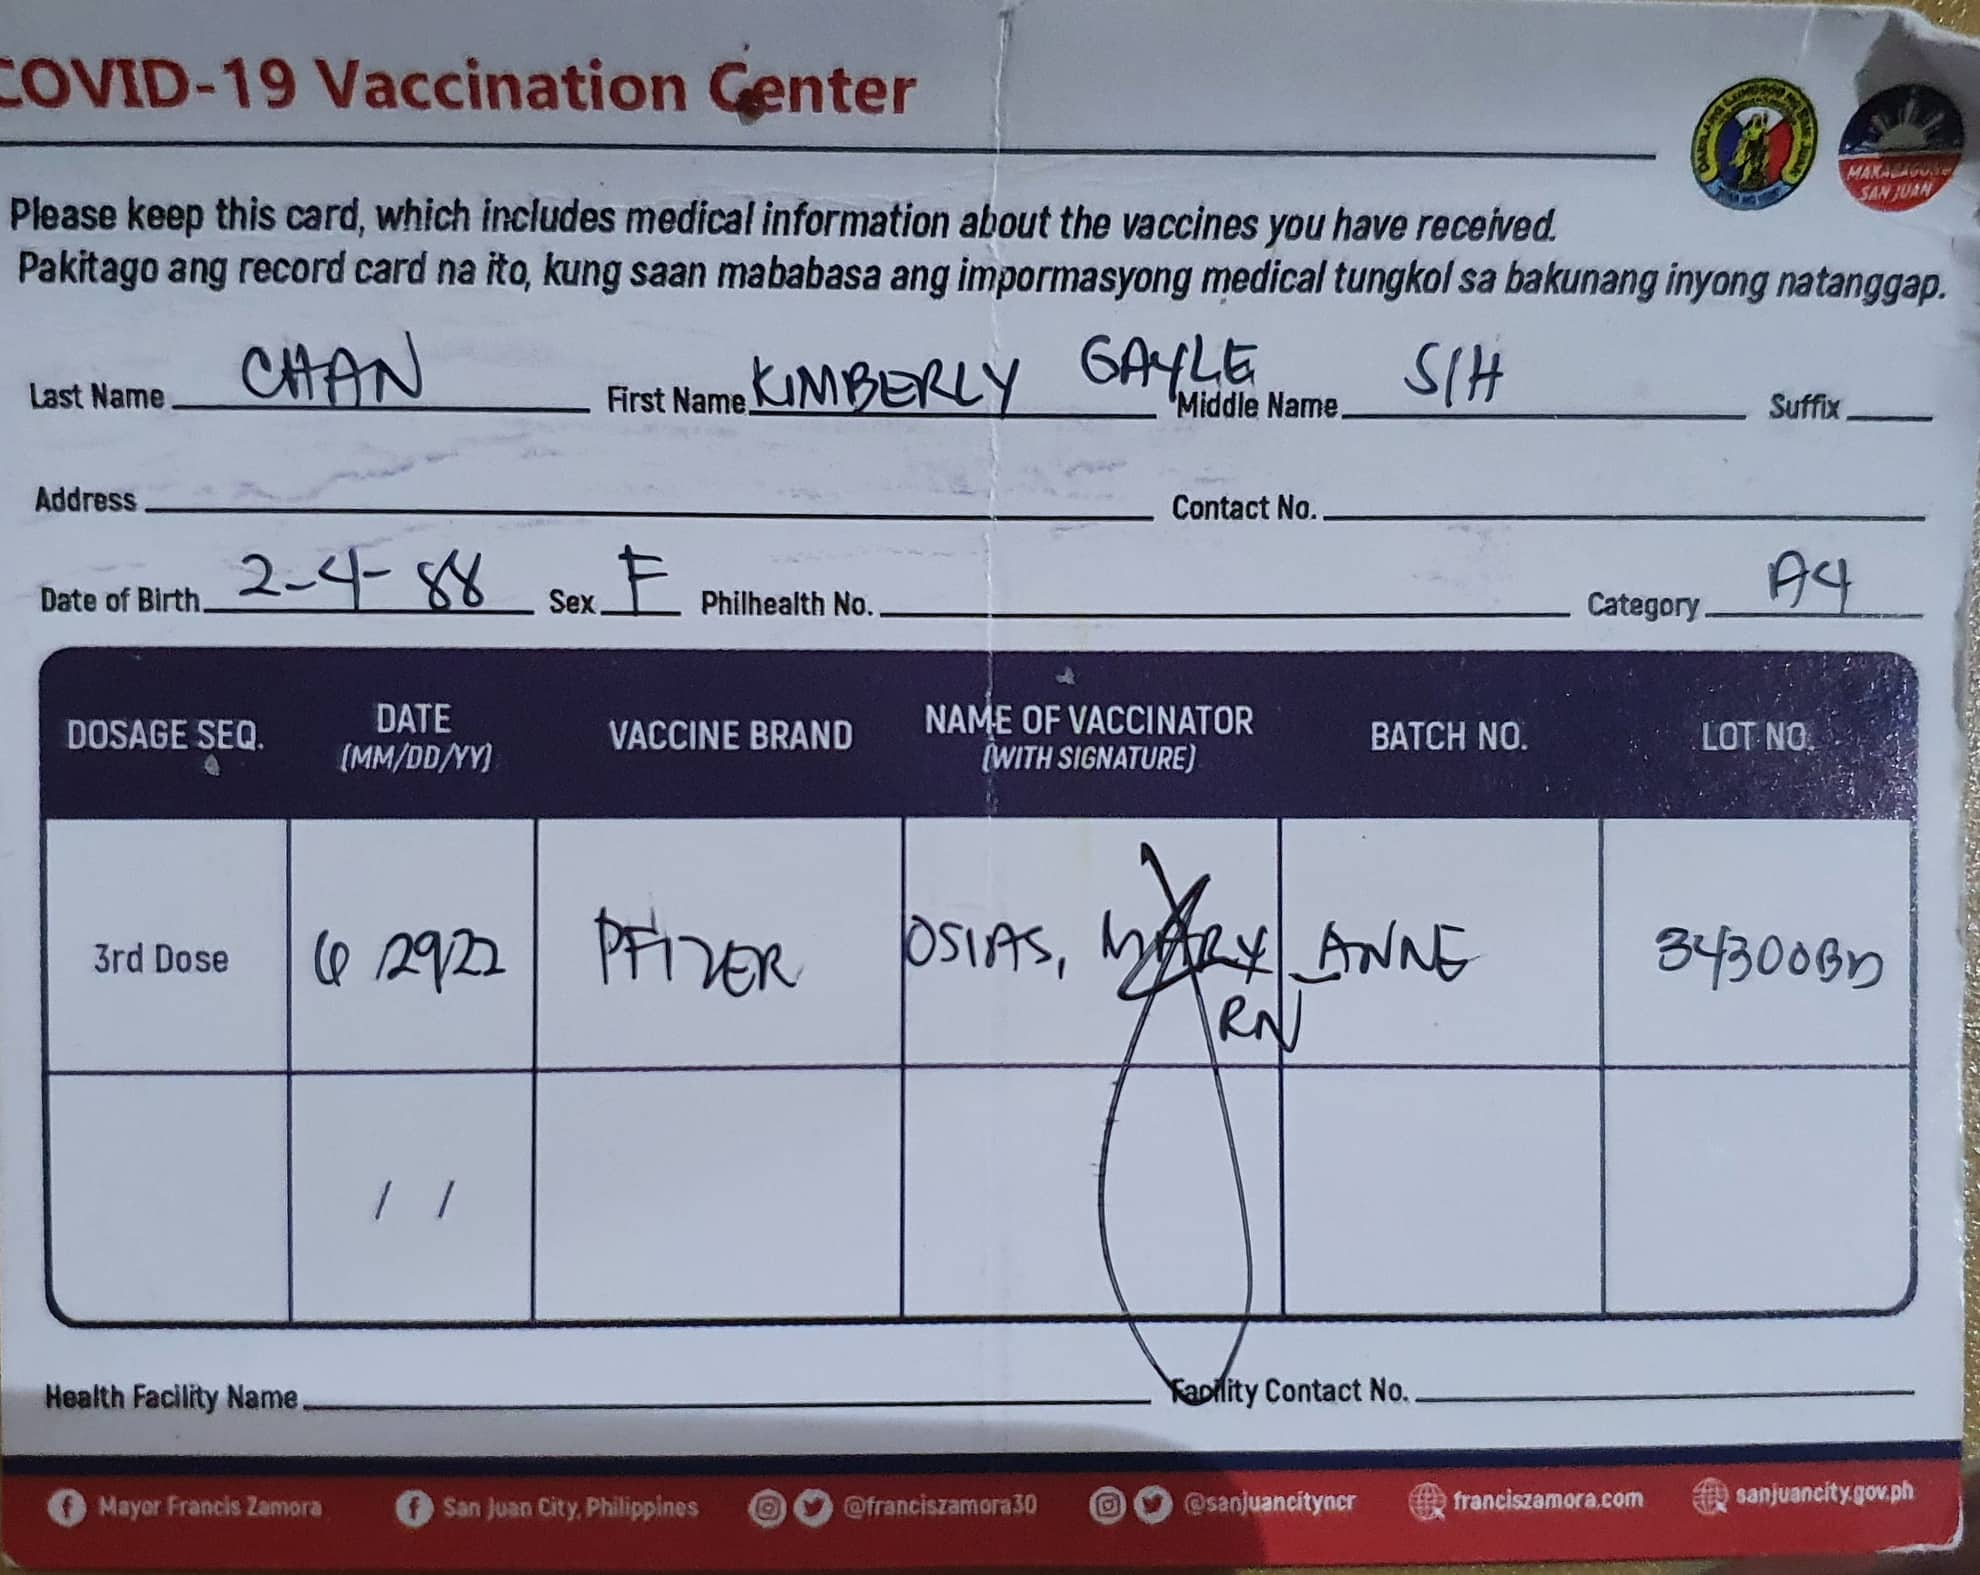 COVID-19 Vaccination Center
MAKABAGONG
SAN JUAN
Please keep this card, which includes medical information about the vaccines you have received.
Pakitago ang record card na ito, kung saan mababasa ang impormasyong medical tungkol sa bakunang inyong natanggap.
Last Name CHAN First Name KIMBERLY GAYLE Middle Name S/H Suffix
Address Contact No.
Date of Birth 2-4-88 Sex F Philhealth No. Category A4
DOSAGE SEQ. DATE (MM/DD/YY) VACCINE BRAND NAME OF VACCINATOR (WITH SIGNATURE) BATCH NO. LOT NO.
3rd Dose 6/29/22 PFIZER OSIAS, MARY ANNE 34300BD
RN
/ /
Health Facility Name Facility Contact No.
Mayor Francis Zamora San Juan City, Philippines @franciszamora30 @sanjuancityncr franciszamora.com sanjuancity.gov.ph